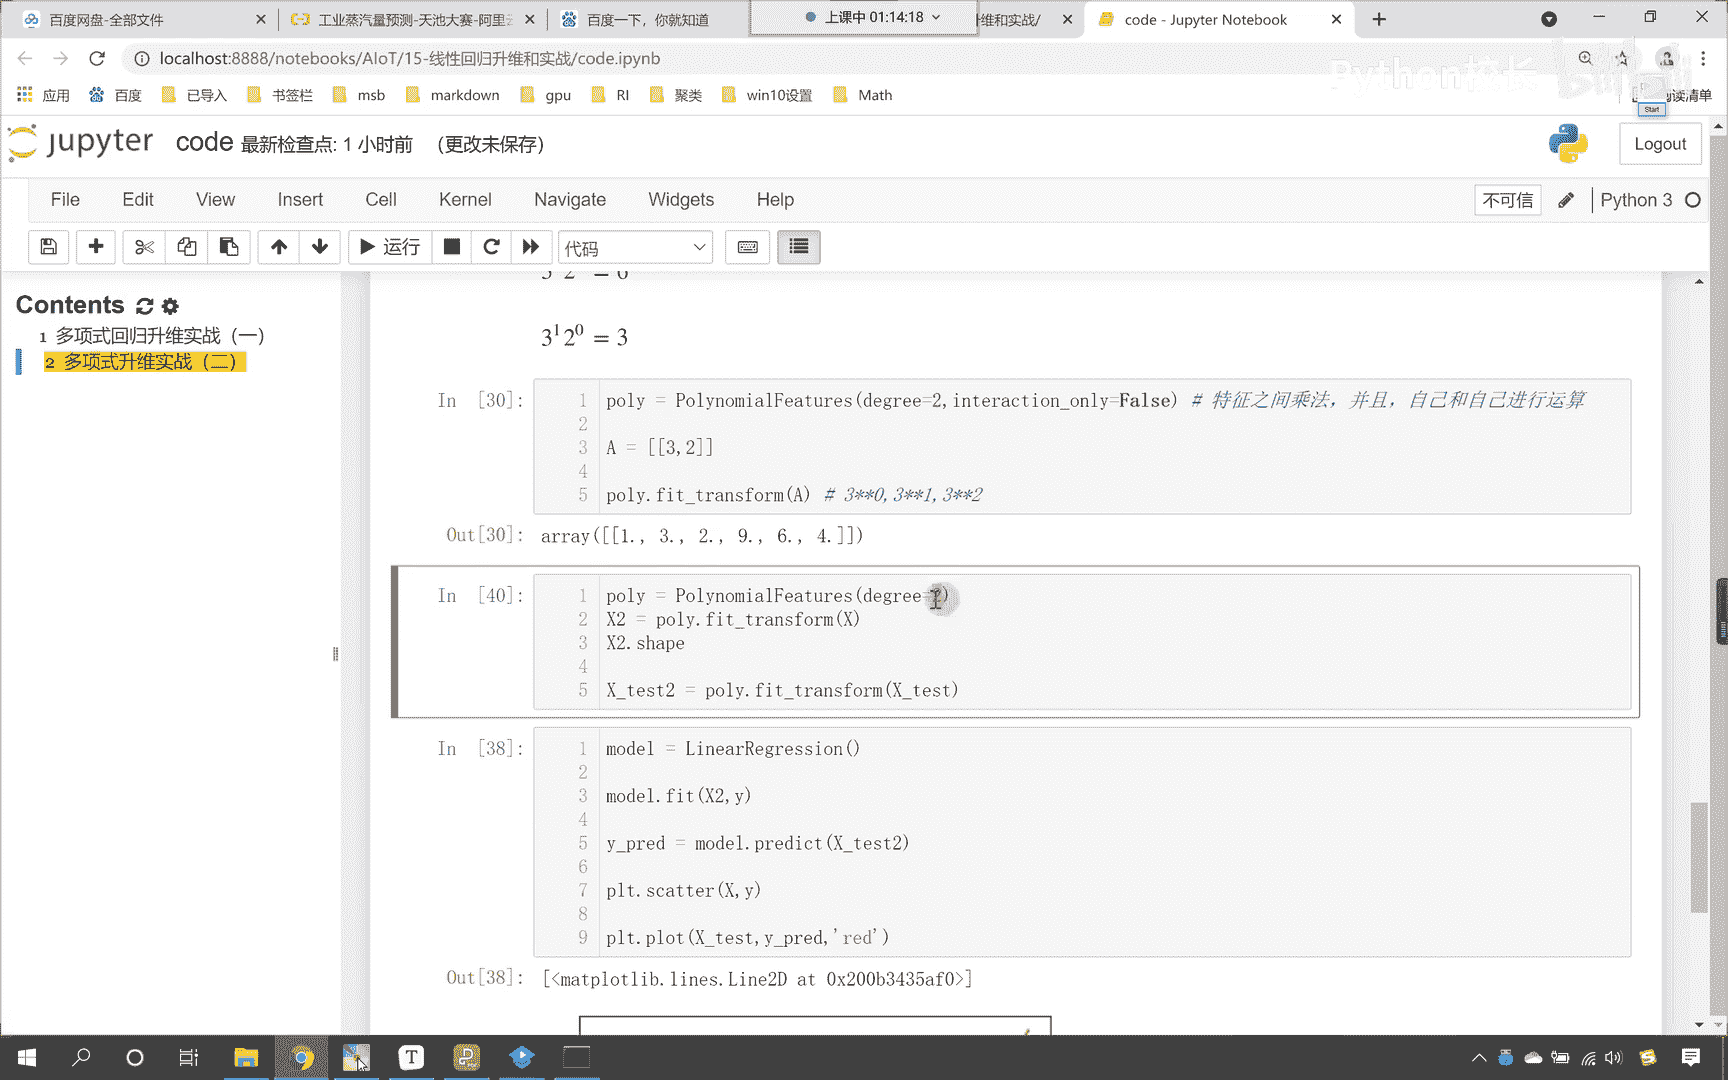 百度网盘-全部文件
工业蒸汽量预测-天池大赛-阿里云
百度一下，你就知道
上课中 01:14:18
维和实战/
code - Jupyter Notebook
localhost:8888/notebooks/AIoT/15-线性回归升维和实战/code.ipynb
应用 百度 已导入 书签栏 msb markdown gpu RI 聚类 win10设置 Math 阅读清单
Start
jupyter code 最新检查点: 1 小时前 (更改未保存)
Logout
File Edit View Insert Cell Kernel Navigate Widgets Help
不可信 Python 3
运行 代码
Contents
1 多项式回归升维实战（一）
2 多项式升维实战（二）
3¹2⁰ = 3
In [30]:
1 poly = PolynomialFeatures(degree=2,interaction_only=False) # 特征之间乘法，并且，自己和自己进行运算
2
3 A = [[3,2]]
4
5 poly.fit_transform(A) # 3**0,3**1,3**2
Out[30]: array([[1., 3., 2., 9., 6., 4.]])
In [40]:
1 poly = PolynomialFeatures(degree
2 X2 = poly.fit_transform(X)
3 X2.shape
4
5 X_test2 = poly.fit_transform(X_test)
In [38]:
1 model = LinearRegression()
2
3 model.fit(X2,y)
4
5 y_pred = model.predict(X_test2)
6
7 plt.scatter(X,y)
8
9 plt.plot(X_test,y_pred,'red')
Out[38]: [<matplotlib.lines.Line2D at 0x200b3435af0>]